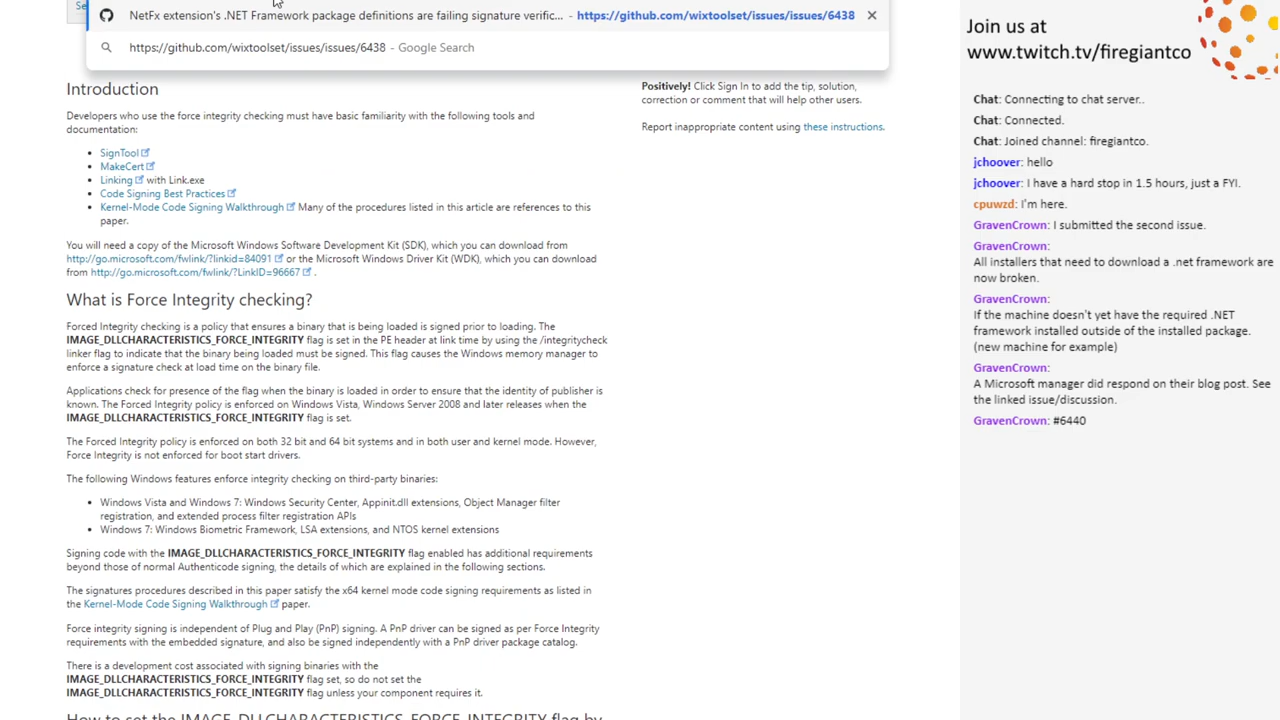 Se
NetFx extension's .NET Framework package definitions are failing signature verific... - https://github.com/wixtoolset/issues/issues/6438
https://github.com/wixtoolset/issues/issues/6438 - Google Search
Introduction
Developers who use the force integrity checking must have basic familiarity with the following tools and
documentation:
• SignTool
• MakeCert
• Linking with Link.exe
• Code Signing Best Practices
• Kernel-Mode Code Signing Walkthrough Many of the procedures listed in this article are references to this
paper.
You will need a copy of the Microsoft Windows Software Development Kit (SDK), which you can download from
http://go.microsoft.com/fwlink/?linkid=84091 or the Microsoft Windows Driver Kit (WDK), which you can download
from http://go.microsoft.com/fwlink/?LinkID=96667 .
What is Force Integrity checking?
Forced Integrity checking is a policy that ensures a binary that is being loaded is signed prior to loading. The
IMAGE_DLLCHARACTERISTICS_FORCE_INTEGRITY flag is set in the PE header at link time by using the /integritycheck
linker flag to indicate that the binary being loaded must be signed. This flag causes the Windows memory manager to
enforce a signature check at load time on the binary file.
Applications check for presence of the flag when the binary is loaded in order to ensure that the identity of publisher is
known. The Forced Integrity policy is enforced on Windows Vista, Windows Server 2008 and later releases when the
IMAGE_DLLCHARACTERISTICS_FORCE_INTEGRITY flag is set.
The Forced Integrity policy is enforced on both 32 bit and 64 bit systems and in both user and kernel mode. However,
Force Integrity is not enforced for boot start drivers.
The following Windows features enforce integrity checking on third-party binaries:
• Windows Vista and Windows 7: Windows Security Center, Appinit.dll extensions, Object Manager filter
registration, and extended process filter registration APIs
• Windows 7: Windows Biometric Framework, LSA extensions, and NTOS kernel extensions
Signing code with the IMAGE_DLLCHARACTERISTICS_FORCE_INTEGRITY flag enabled has additional requirements
beyond those of normal Authenticode signing, the details of which are explained in the following sections.
The signatures procedures described in this paper satisfy the x64 kernel mode code signing requirements as listed in
the Kernel-Mode Code Signing Walkthrough paper.
Force integrity signing is independent of Plug and Play (PnP) signing. A PnP driver can be signed as per Force Integrity
requirements with the embedded signature, and also be signed independently with a PnP driver package catalog.
There is a development cost associated with signing binaries with the
IMAGE_DLLCHARACTERISTICS_FORCE_INTEGRITY flag set, so do not set the
IMAGE_DLLCHARACTERISTICS_FORCE_INTEGRITY flag unless your component requires it.
How to set the IMAGE_DLLCHARACTERISTICS_FORCE_INTEGRITY flag by
Positively! Click Sign In to add the tip, solution,
correction or comment that will help other users.
Report inappropriate content using these instructions.
Join us at
www.twitch.tv/firegiantco
Chat: Connecting to chat server..
Chat: Connected.
Chat: Joined channel: firegiantco.
jchoover: hello
jchoover: I have a hard stop in 1.5 hours, just a FYI.
cpuwzd: I'm here.
GravenCrown: I submitted the second issue.
GravenCrown:
All installers that need to download a .net framework are
now broken.
GravenCrown:
If the machine doesn't yet have the required .NET
framework installed outside of the installed package.
(new machine for example)
GravenCrown:
A Microsoft manager did respond on their blog post. See
the linked issue/discussion.
GravenCrown: #6440